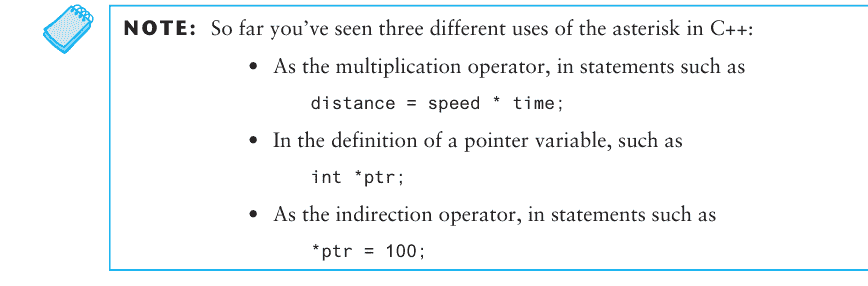 NOTE: So far you've seen three different uses of the asterisk in C++:
• As the multiplication operator, in statements such as
distance = speed * time;
• In the definition of a pointer variable, such as
int *ptr;
• As the indirection operator, in statements such as
*ptr = 100;